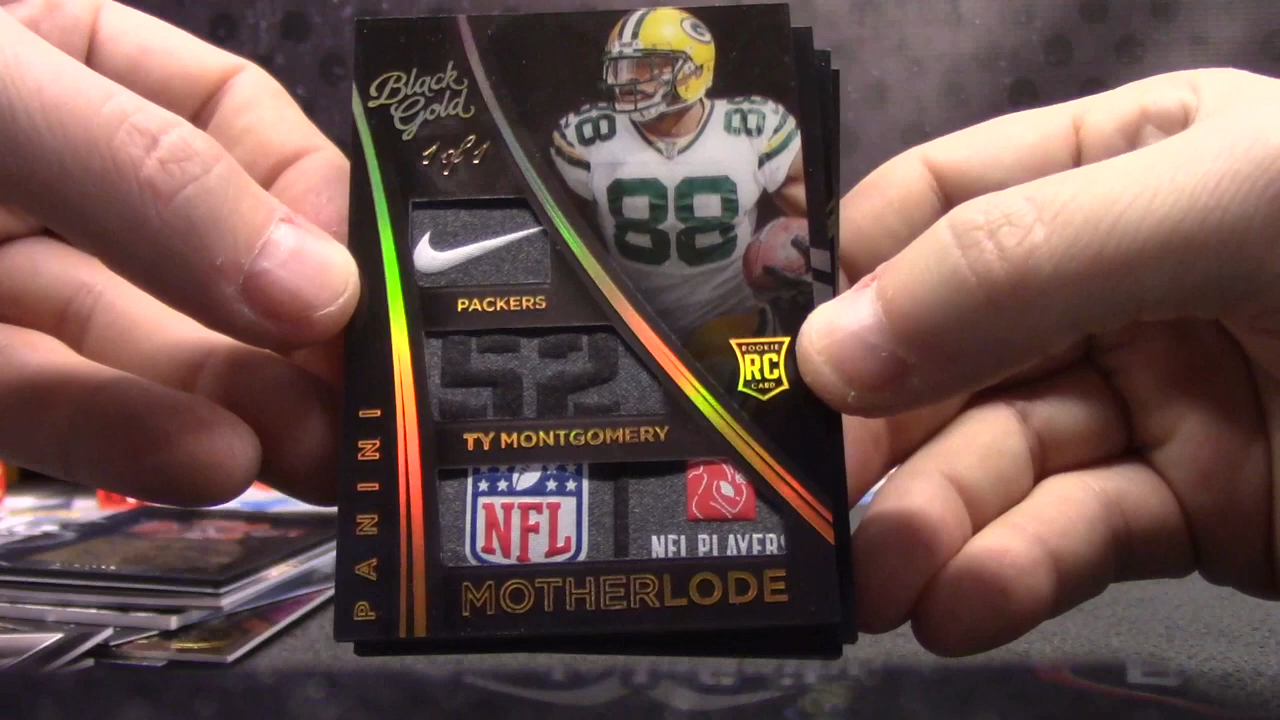 Black
Gold
1 of 1
88 88
88
PACKERS
ROOKIE
RC
CARD
52
TY MONTGOMERY
NFL
NFL PLAYERS
MOTHERLODE
PANINI